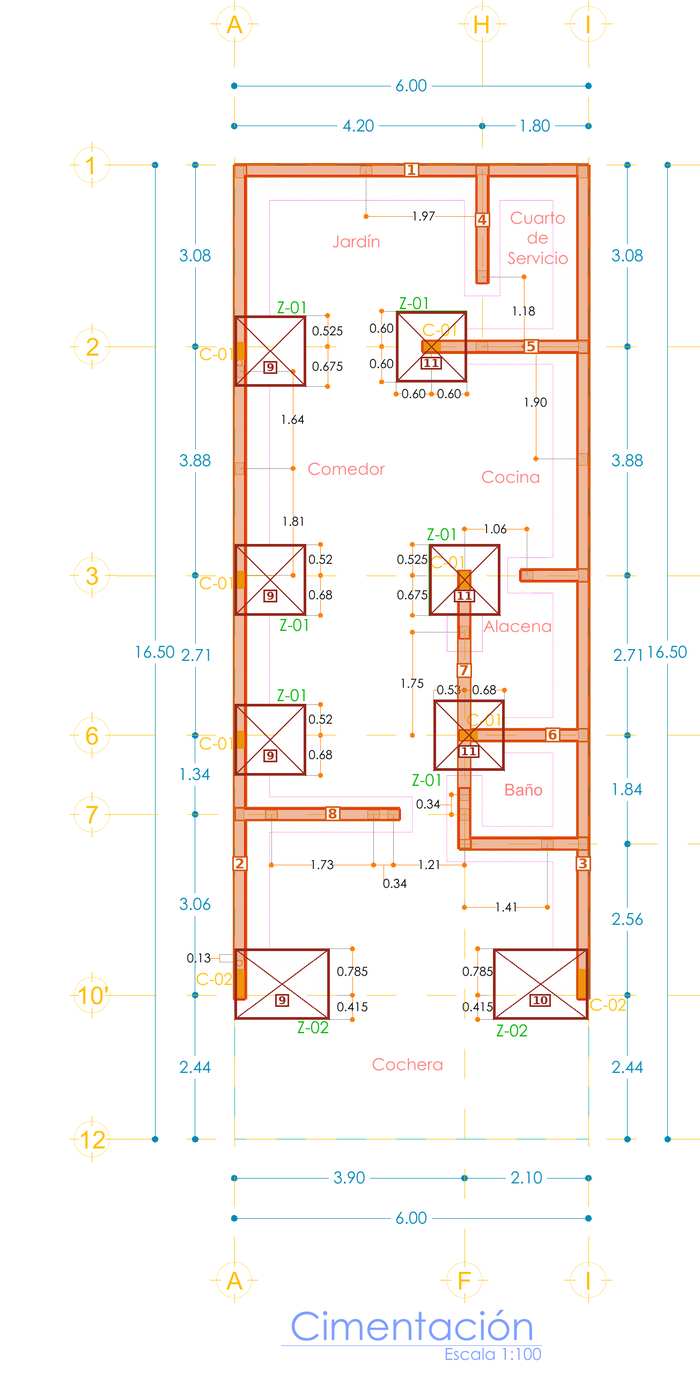 A H I
6.00
4.20 1.80
1
1
1.97
4
Cuarto
de
Servicio
Jardín
3.08 3.08
1.18
Z-01 Z-01
0.525 0.60 C-01
2 C-01 5
0.675 0.60
9 11
0.60 0.60
1.90
1.64
3.88 Comedor 3.88
Cocina
1.81
1.06
Z-01
0.52 0.525 C-01
3 C-01
0.68 0.675
9 11
Z-01 Alacena
16.50 2.71 2.71 16.50
7
1.75 0.53 0.68
Z-01
0.52 C-01
6 C-01 6
0.68
9 11
1.34 Z-01 Baño 1.84
0.34
7 8
2 1.73 1.21 3
0.34
3.06 1.41
2.56
0.13
0.785 0.785
C-02
10' 9 0.415 0.415 10 C-02
Z-02 Z-02
Cochera
2.44 2.44
12
3.90 2.10
6.00
A F I
Cimentación
Escala 1:100